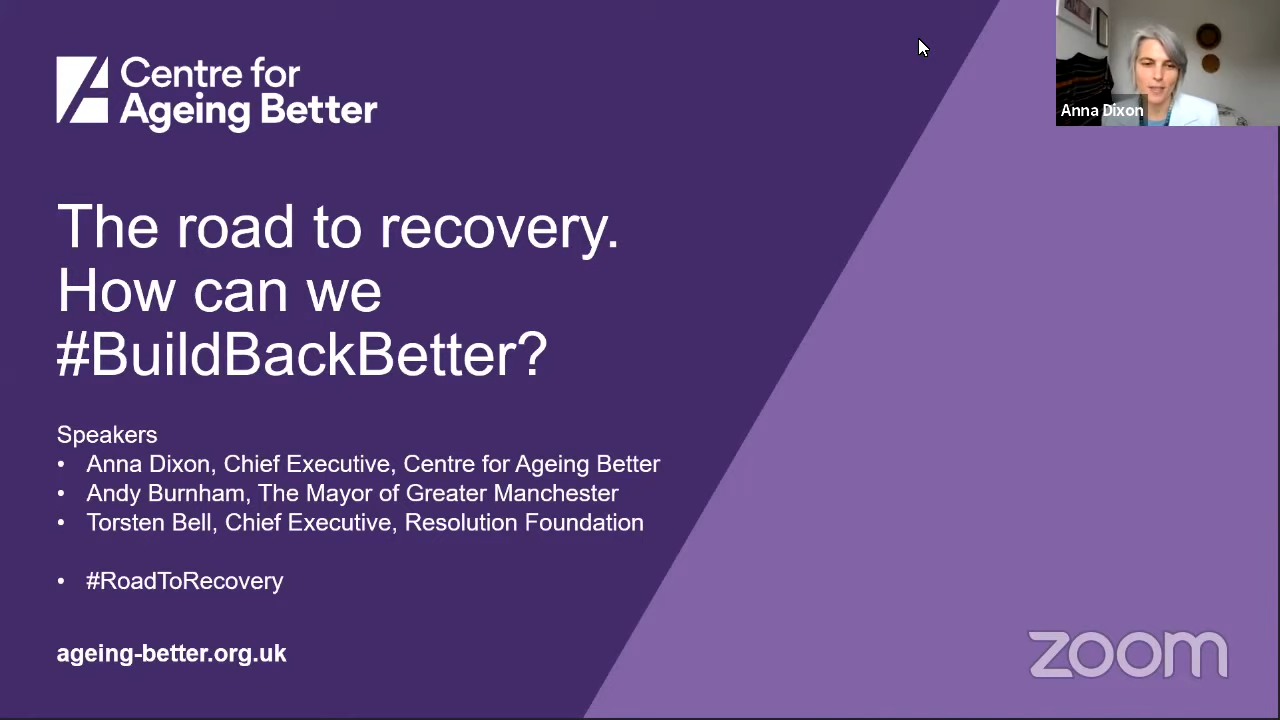 Centre for
Ageing Better
Anna Dixon
The road to recovery.
How can we
#BuildBackBetter?
Speakers
• Anna Dixon, Chief Executive, Centre for Ageing Better
• Andy Burnham, The Mayor of Greater Manchester
• Torsten Bell, Chief Executive, Resolution Foundation
• #RoadToRecovery
ageing-better.org.uk
zoom